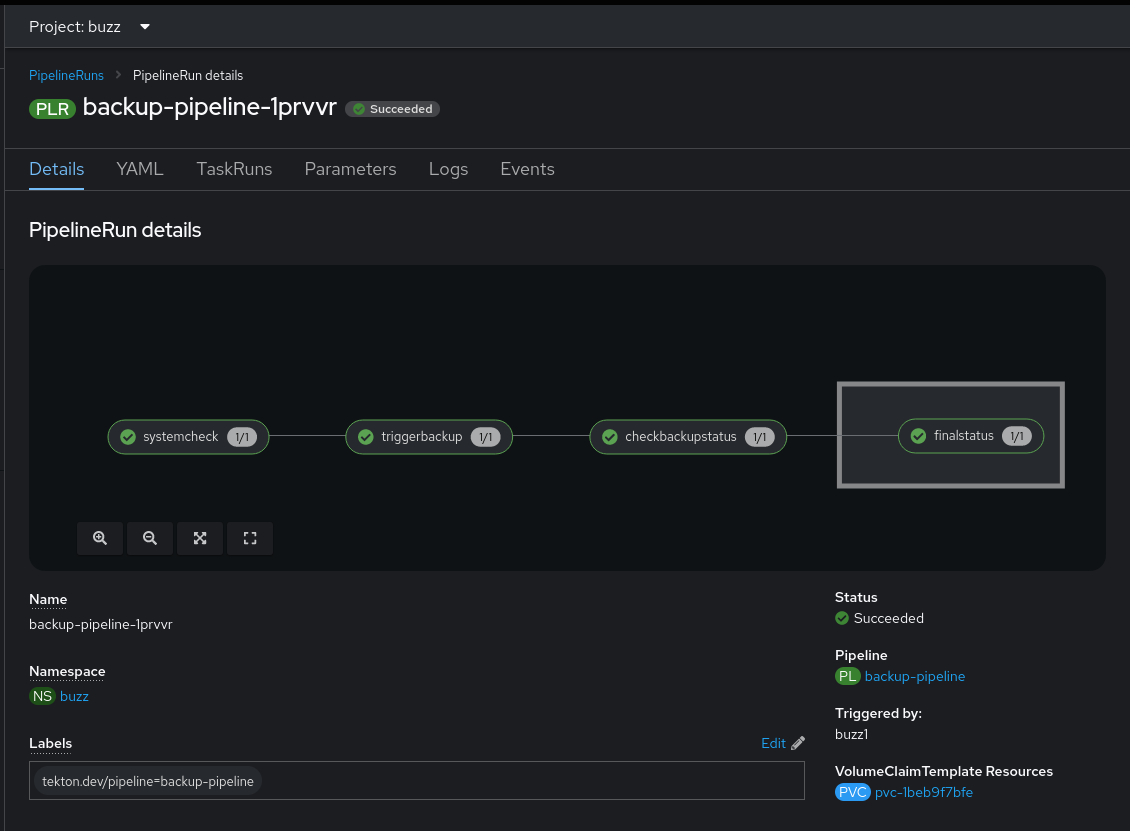 Project: buzz
PipelineRuns > PipelineRun details
PLR backup-pipeline-1prvvr Succeeded
Details YAML TaskRuns Parameters Logs Events
PipelineRun details
systemcheck 1/1 triggerbackup 1/1 checkbackupstatus 1/1 finalstatus 1/1
Name
backup-pipeline-1prvvr
Namespace
NS buzz
Labels Edit
tekton.dev/pipeline=backup-pipeline
Status
Succeeded
Pipeline
PL backup-pipeline
Triggered by:
buzz1
VolumeClaimTemplate Resources
PVC pvc-1beb9f7bfe